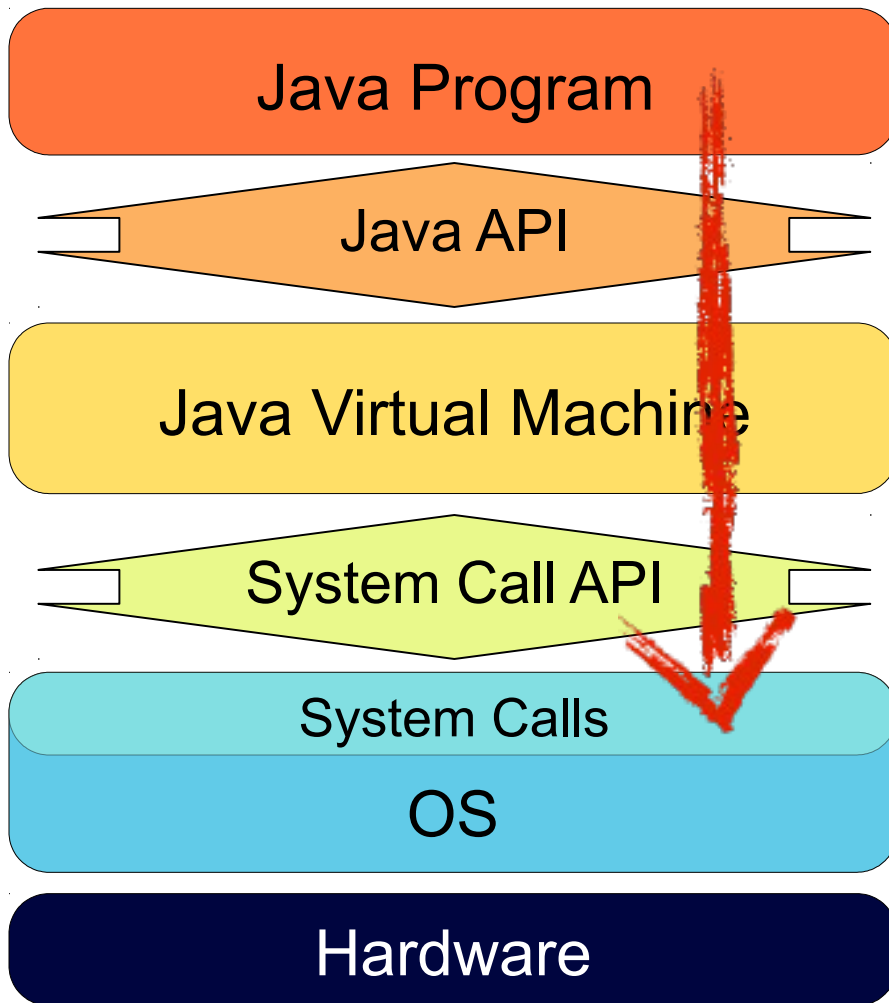 Java Program
Java API
Java Virtual Machine
System Call API
System Calls
OS
Hardware